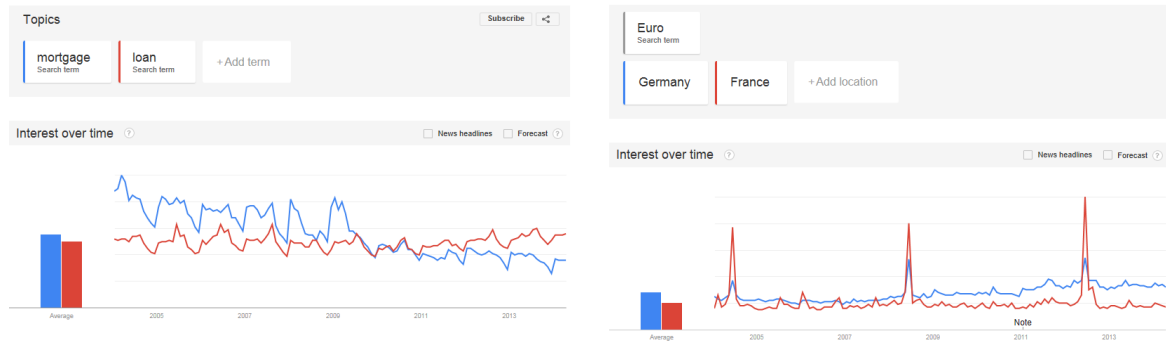 Topics
Subscribe
mortgage
Search term
loan
Search term
+Add term
Interest over time ?
News headlines
Forecast ?
Average 2005 2007 2009 2011 2013
Euro
Search term
Germany
France
+Add location
Interest over time ?
News headlines
Forecast ?
Note
Average 2005 2007 2009 2011 2013